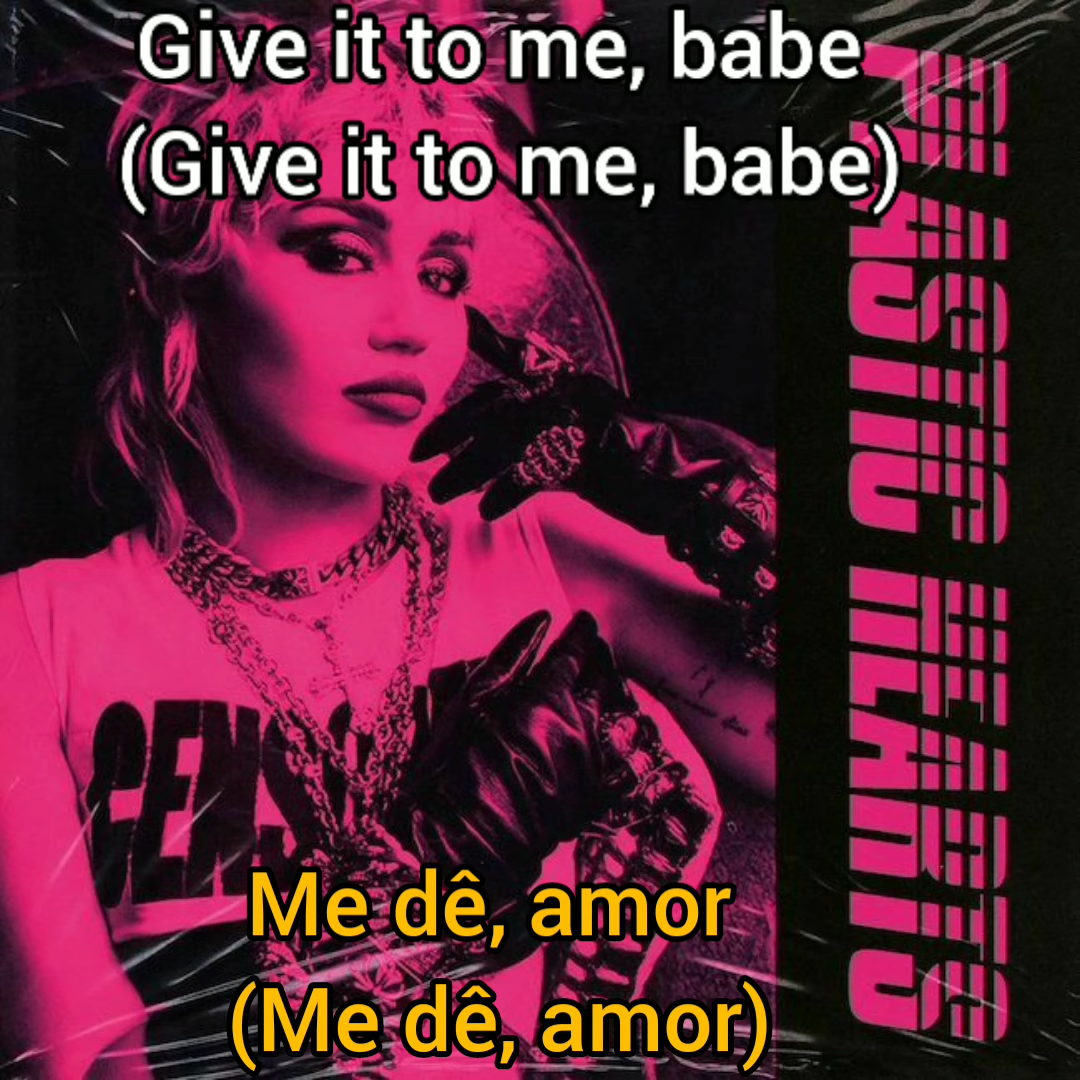 Give it to me, babe
(Give it to me, babe)
PLASTIC HEARTS
Me dê, amor
(Me dê, amor)